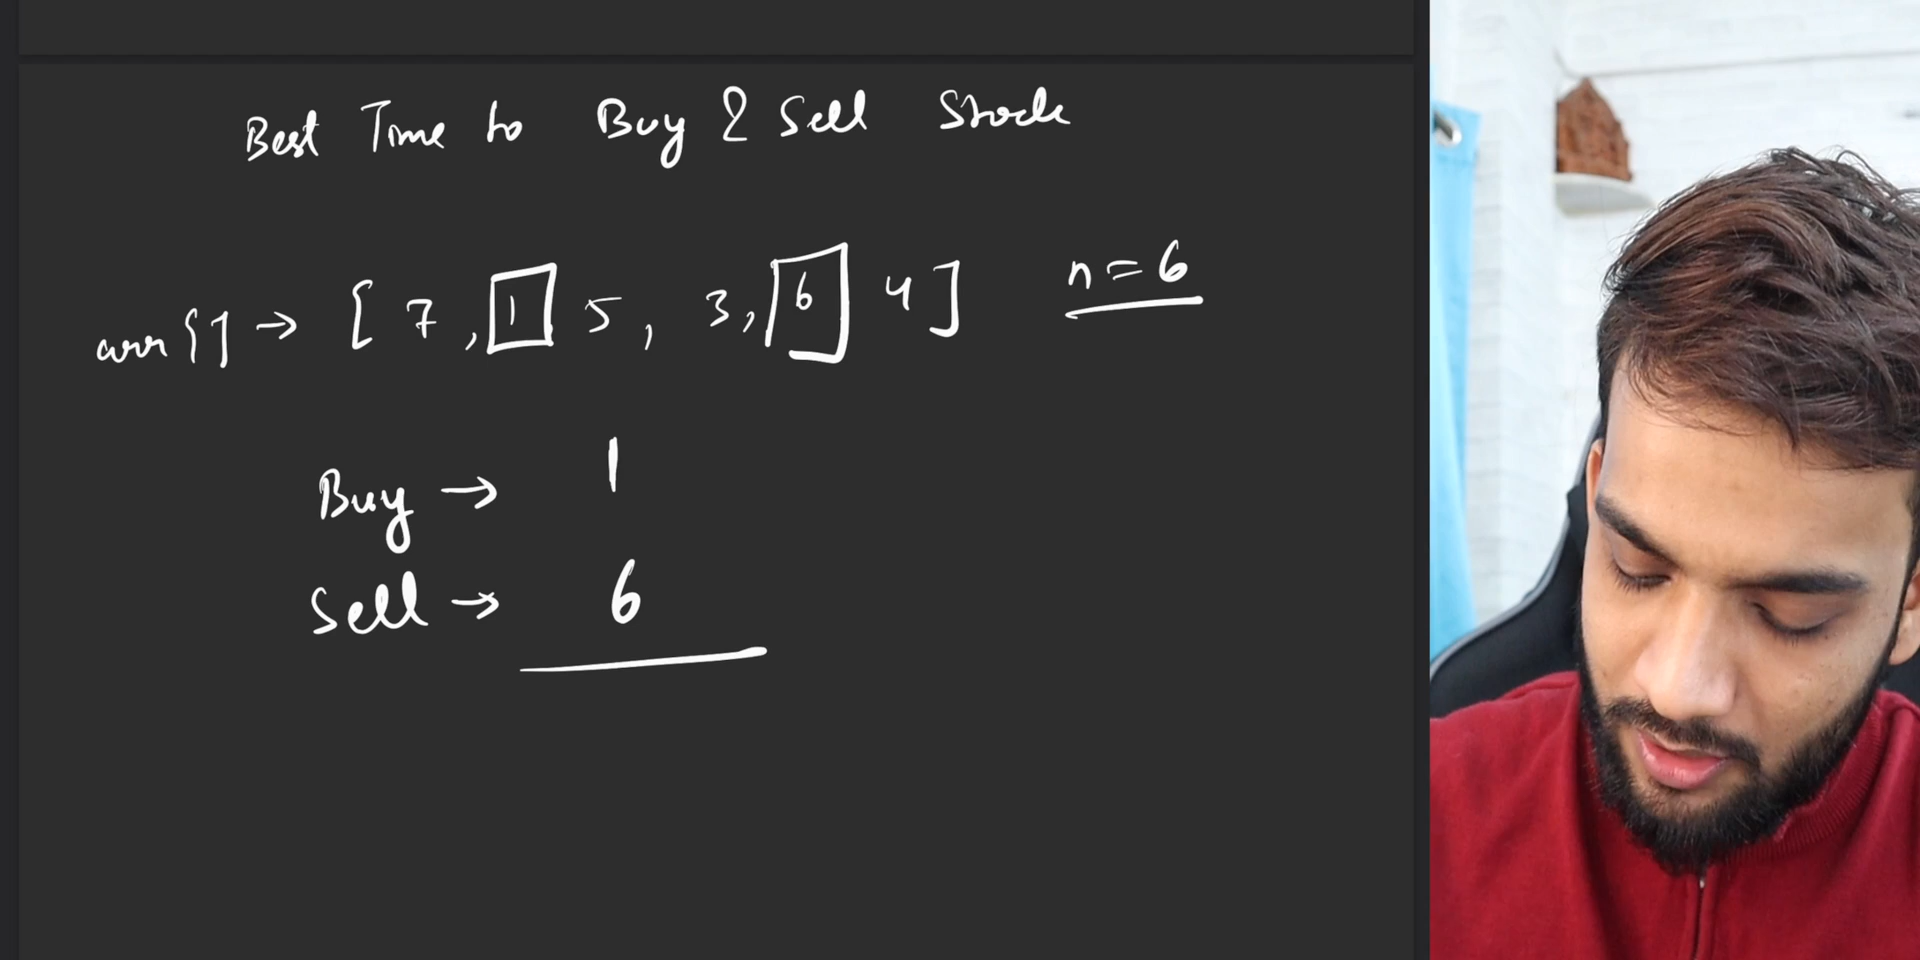 Best Time to Buy & Sell Stock
arr[] → [ 7, 1 5, 3, 6 4] n=6
Buy → 1
Sell → 6